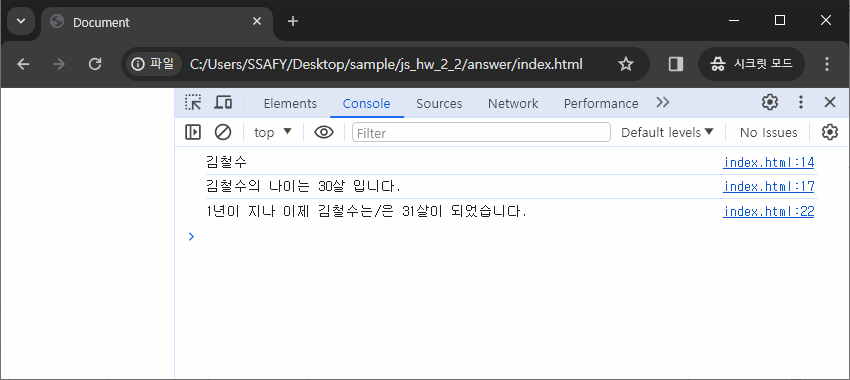 Document
파일 C:/Users/SSAFY/Desktop/sample/js_hw_2_2/answer/index.html 시크릿 모드
Elements Console Sources Network Performance
top Filter Default levels No Issues
김철수 index.html:14
김철수의 나이는 30살 입니다. index.html:17
1년이 지나 이제 김철수는/은 31살이 되었습니다. index.html:22